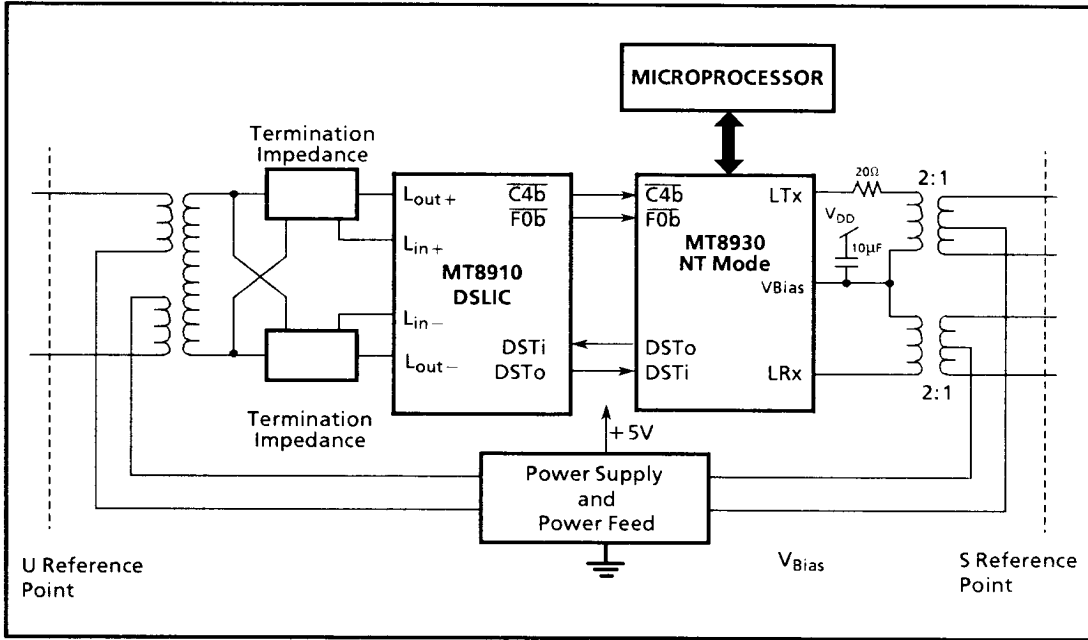 MICROPROCESSOR
Termination
Impedance
Lout+
Lin+
Lin−
Lout−
C4b
F0b
MT8910
DSLIC
DSTi
DSTo
C4b
F0b
MT8930
NT Mode
DSTo
DSTi
LTx
VBias
LRx
20Ω
2:1
VDD
10μF
2:1
Termination
Impedance
+5V
Power Supply
and
Power Feed
U Reference
Point
VBias
S Reference
Point